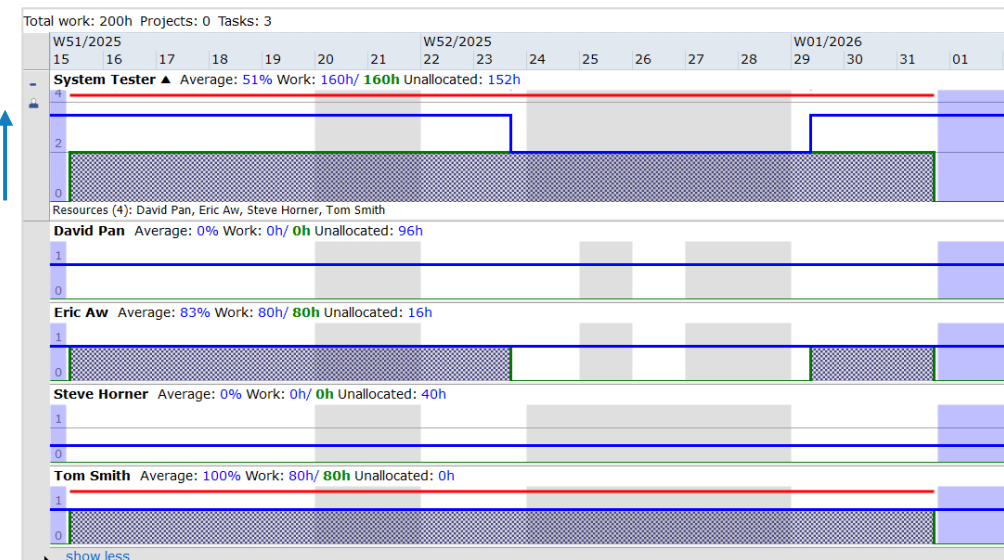 Total work: 200h Projects: 0 Tasks: 3
W51/2025 W52/2025 W01/2026
15 16 17 18 19 20 21 22 23 24 25 26 27 28 29 30 31 01
System Tester ▲ Average: 51% Work: 160h/ 160h Unallocated: 152h
4
2
0
Resources (4): David Pan, Eric Aw, Steve Horner, Tom Smith
David Pan Average: 0% Work: 0h/ 0h Unallocated: 96h
1
0
Eric Aw Average: 83% Work: 80h/ 80h Unallocated: 16h
1
0
Steve Horner Average: 0% Work: 0h/ 0h Unallocated: 40h
1
0
Tom Smith Average: 100% Work: 80h/ 80h Unallocated: 0h
1
0
show less